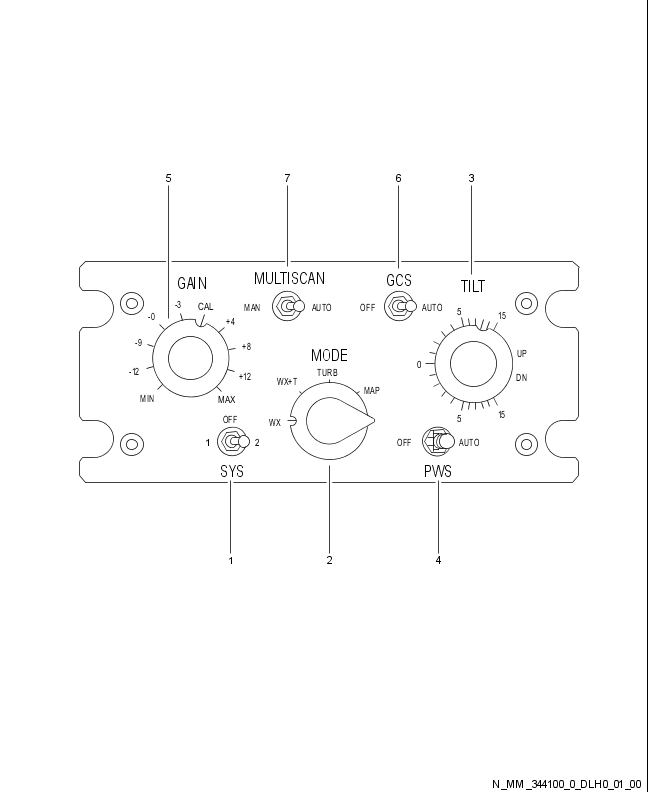 5 7 6 3
GAIN MULTISCAN GCS TILT
-3 CAL MAN AUTO OFF AUTO 5 15
-0 +4
-9 +8 MODE UP
-12 +12 WX+T TURB MAP 0 DN
MIN MAX
OFF WX 5 15
1 2 OFF AUTO
SYS PWS
1 2 4
N_MM_344100_0_DLH0_01_00